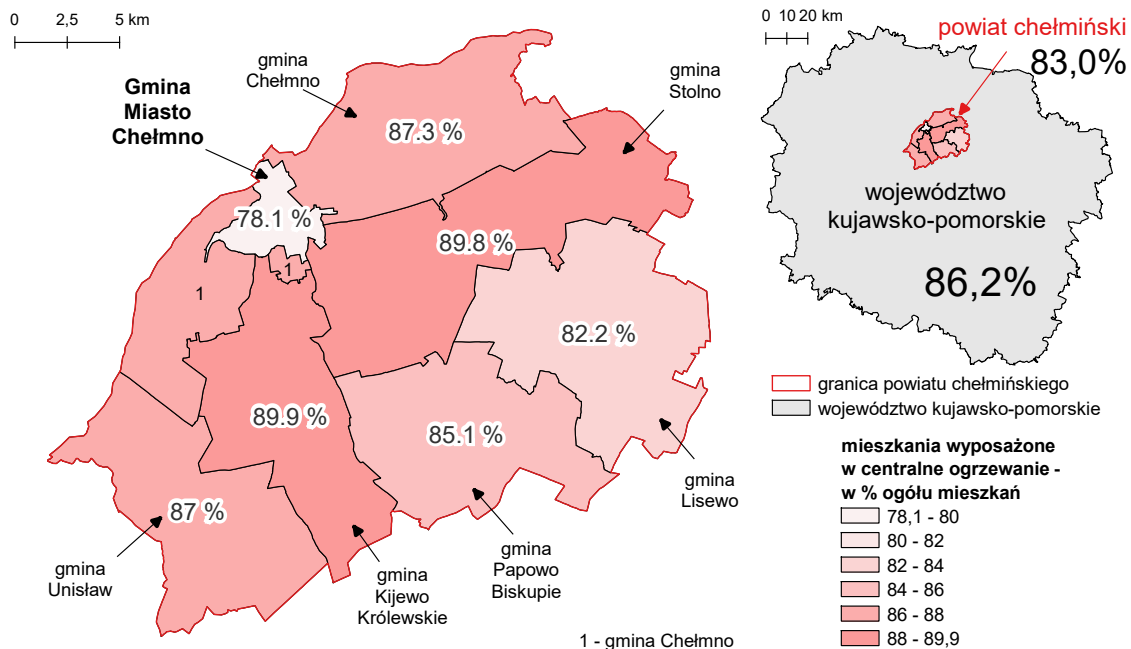 0 2,5 5 km
gmina
Chełmno
Gmina
Miasto
Chełmno
gmina
Stolno
87.3 %
78.1 %
89.8 %
1
1
82.2 %
89.9 %
85.1 %
87 %
gmina
Lisewo
gmina
Unisław
gmina
Kijewo
Królewskie
gmina
Papowo
Biskupie
1 - gmina Chełmno
0 10 20 km
powiat chełmiński
83,0%
województwo
kujawsko-pomorskie
86,2%
granica powiatu chełmińskiego
województwo kujawsko-pomorskie
mieszkania wyposażone
w centralne ogrzewanie -
w % ogółu mieszkań
78,1 - 80
80 - 82
82 - 84
84 - 86
86 - 88
88 - 89,9